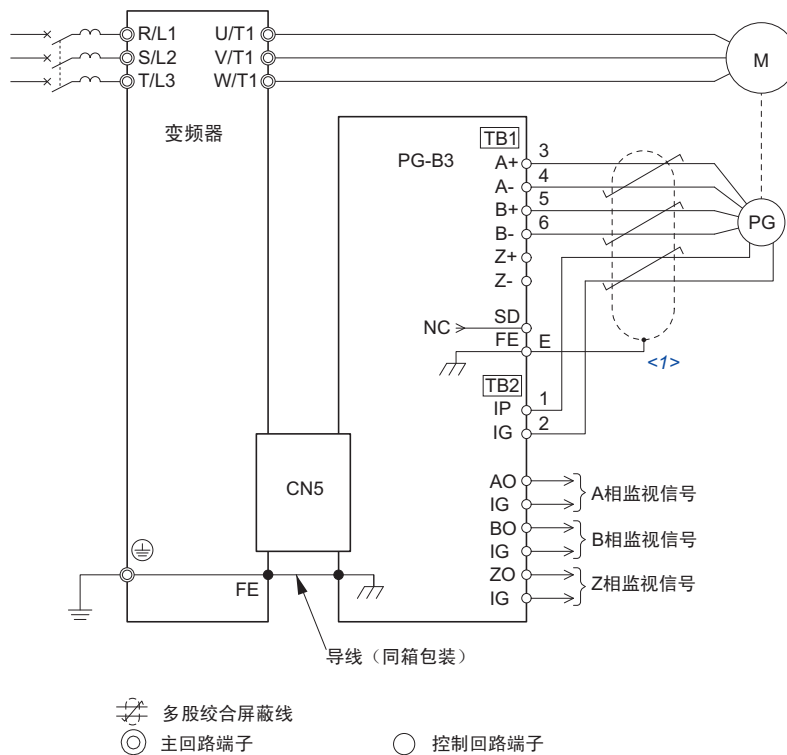 R/L1 U/T1
S/L2 V/T1
T/L3 W/T1
M
变频器
PG-B3
TB1
A+ 3
A- 4
B+ 5
B- 6
Z+
Z-
PG
NC SD
FE E
<1>
TB2
IP 1
IG 2
CN5
AO
IG
A相监视信号
BO
IG
B相监视信号
ZO
IG
Z相监视信号
FE
导线（同箱包装）
多股绞合屏蔽线
主回路端子 控制回路端子